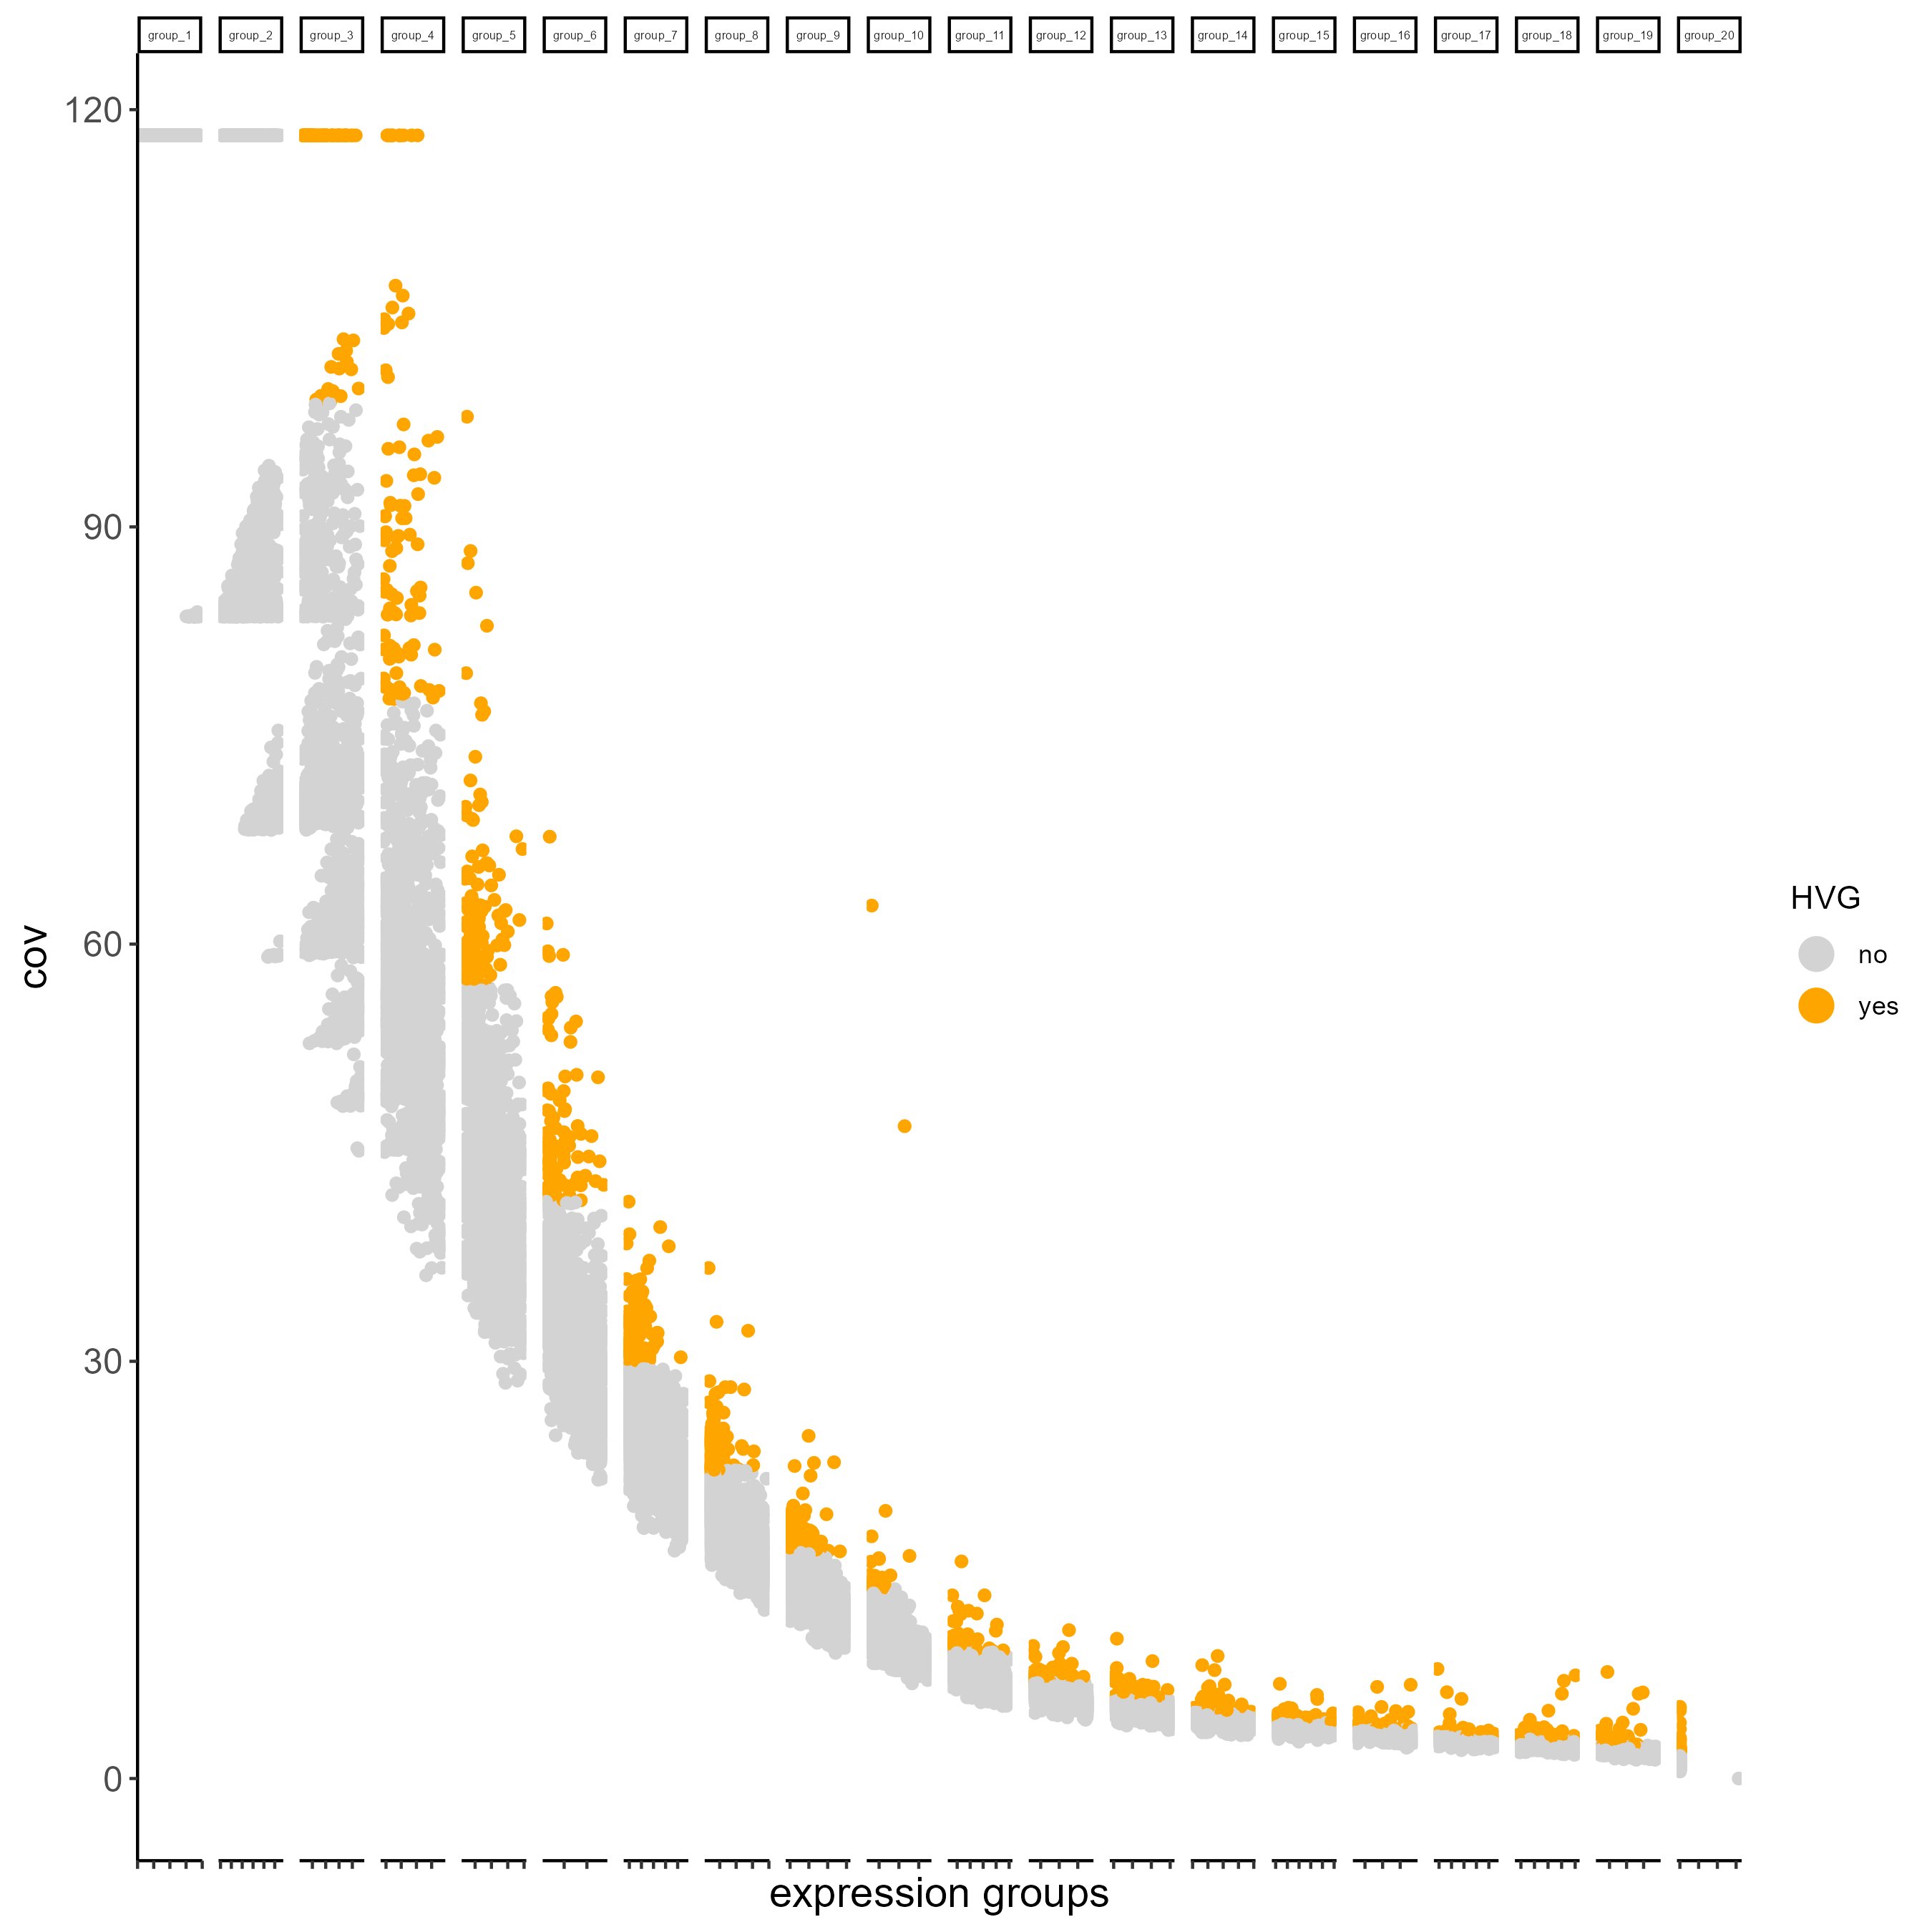 group_1 group_2 group_3 group_4 group_5 group_6 group_7 group_8 group_9 group_10 group_11 group_12 group_13 group_14 group_15 group_16 group_17 group_18 group_19 group_20
120
90
60
30
0
cov
expression groups
HVG
no
yes